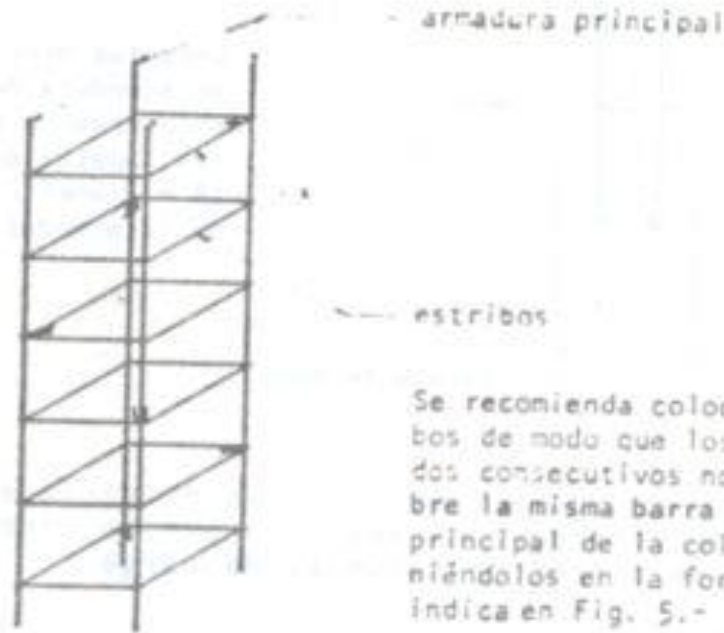 armadura principal
estribos
Se recomienda coloc
bos de modo que los
dos consecutivos no
bre la misma barra
principal de la col
niéndolos en la for
indica en Fig. 5.-